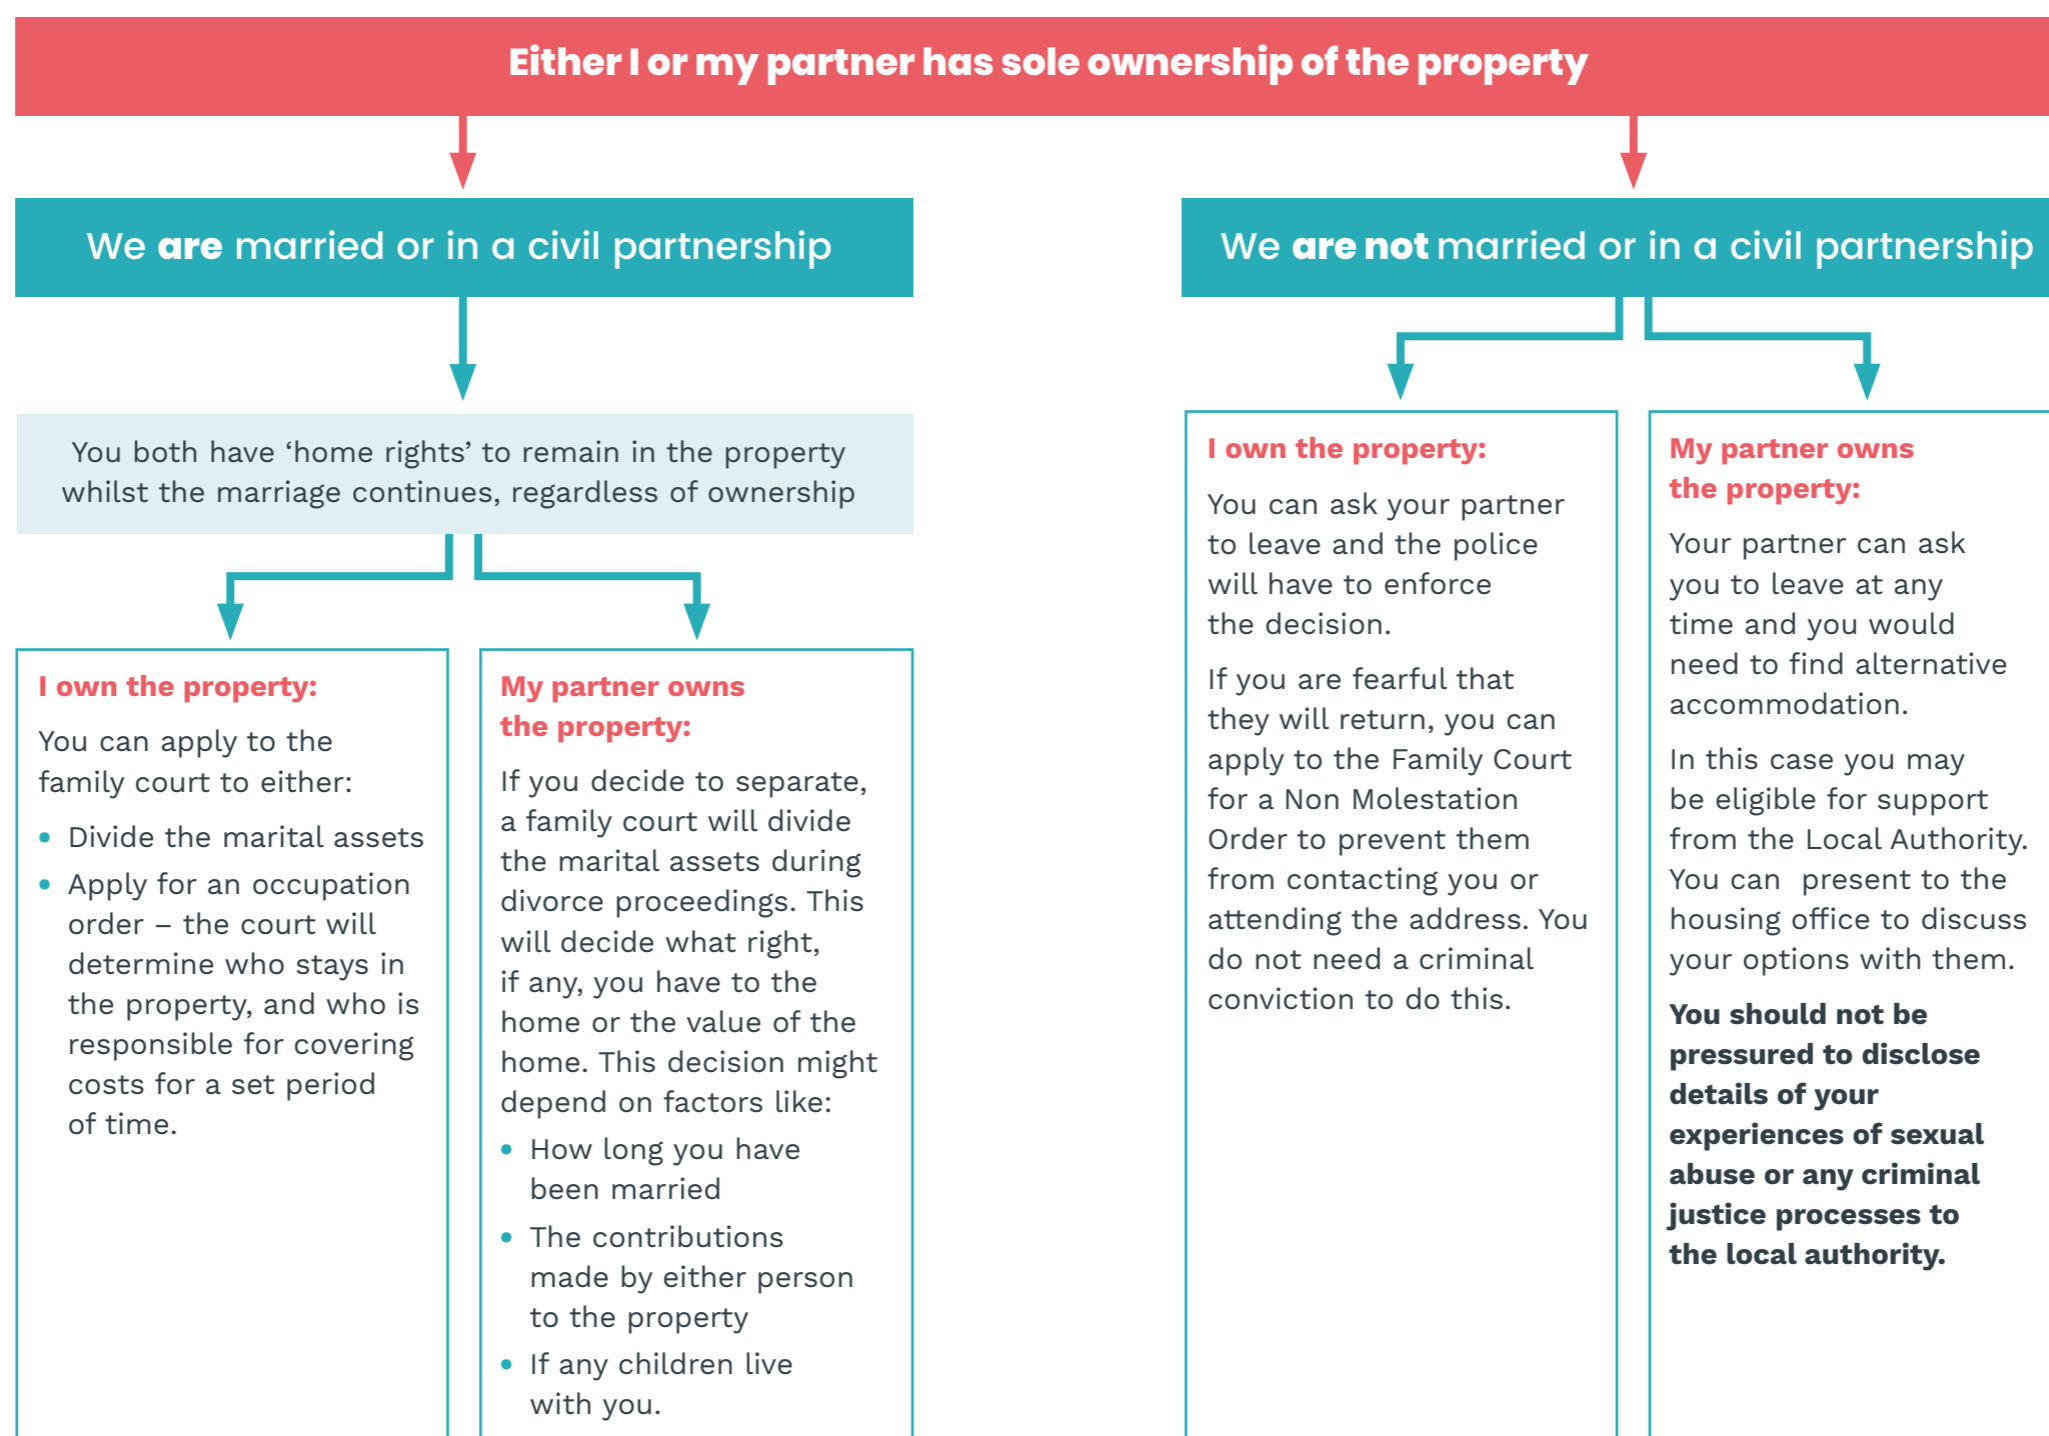 Either I or my partner has sole ownership of the property
We are married or in a civil partnership
You both have ‘home rights’ to remain in the property
whilst the marriage continues, regardless of ownership
I own the property:
You can apply to the
family court to either:
• Divide the marital assets
• Apply for an occupation
order – the court will
determine who stays in
the property, and who is
responsible for covering
costs for a set period
of time.
My partner owns
the property:
If you decide to separate,
a family court will divide
the marital assets during
divorce proceedings. This
will decide what right,
if any, you have to the
home or the value of the
home. This decision might
depend on factors like:
• How long you have
been married
• The contributions
made by either person
to the property
• If any children live
with you.
We are not married or in a civil partnership
I own the property:
You can ask your partner
to leave and the police
will have to enforce
the decision.
If you are fearful that
they will return, you can
apply to the Family Court
for a Non Molestation
Order to prevent them
from contacting you or
attending the address. You
do not need a criminal
conviction to do this.
My partner owns
the property:
Your partner can ask
you to leave at any
time and you would
need to find alternative
accommodation.
In this case you may
be eligible for support
from the Local Authority.
You can present to the
housing office to discuss
your options with them.
You should not be
pressured to disclose
details of your
experiences of sexual
abuse or any criminal
justice processes to
the local authority.